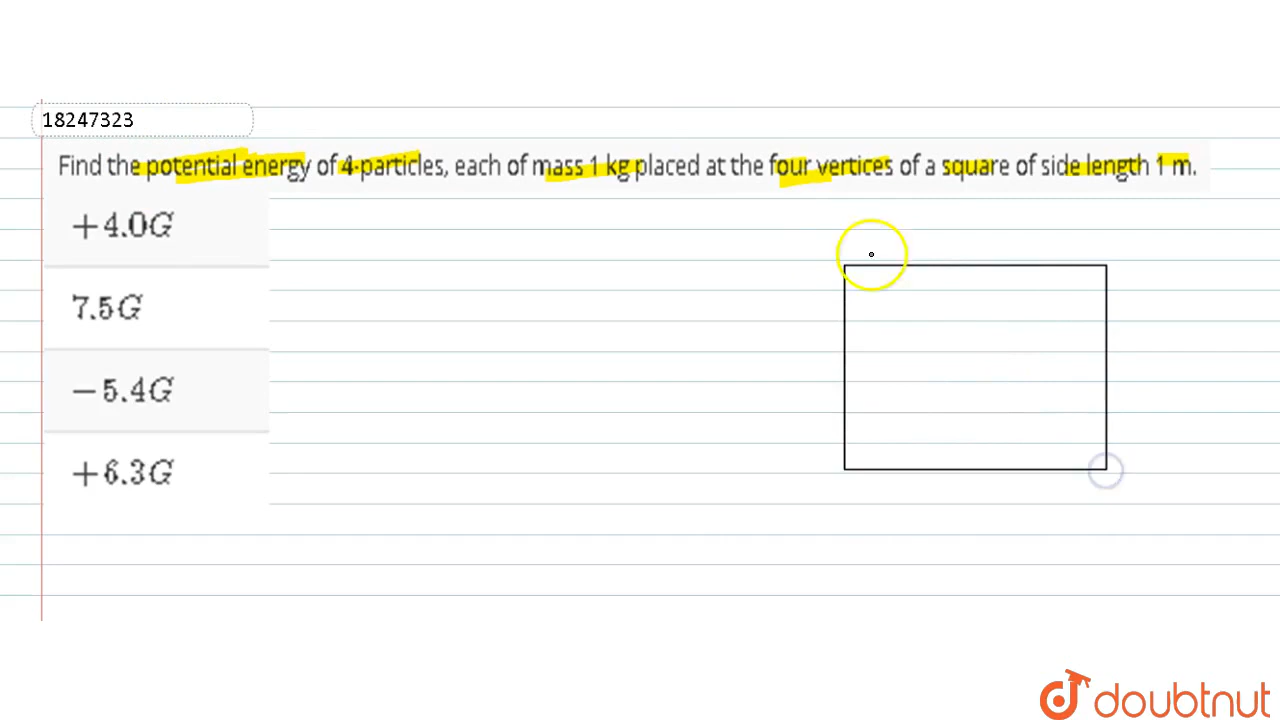 18247323
Find the potential energy of 4-particles, each of mass 1 kg placed at the four vertices of a square of side length 1 m.
+4.0G
7.5G
−5.4G
+6.3G
doubtnut